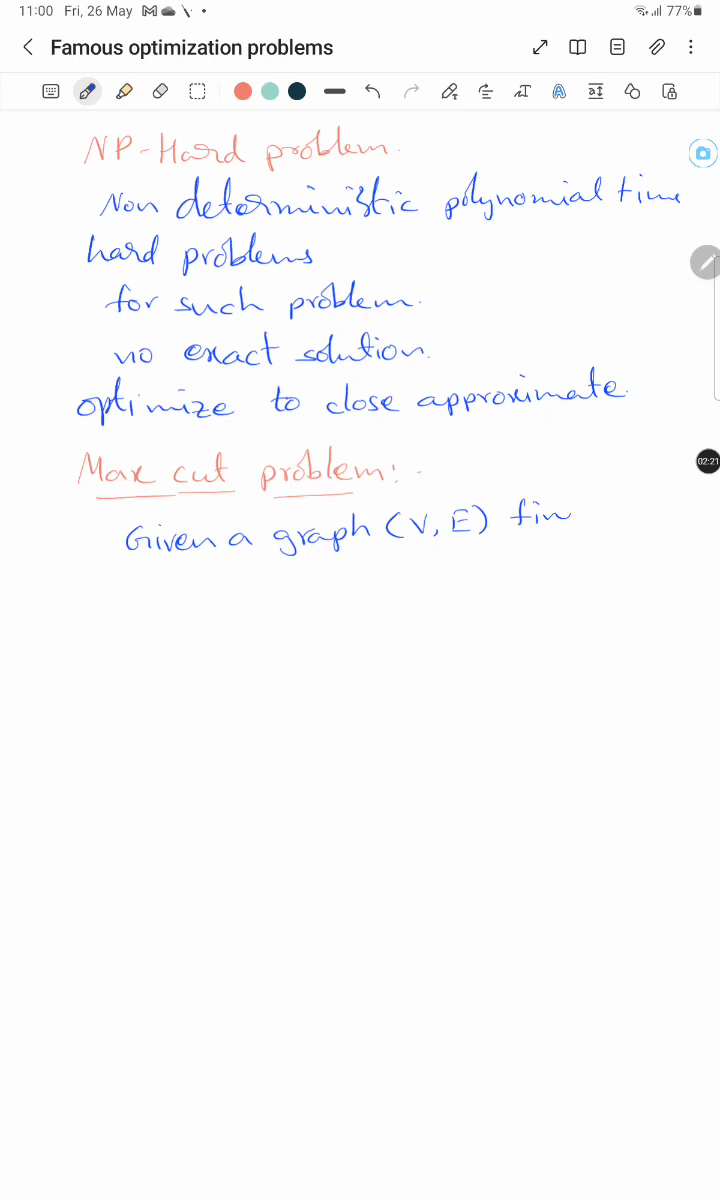 11:00 Fri, 26 May 77%
Famous optimization problems
NP-Hard problem.
Non deterministic polynomial time
hard problems
for such problem.
no exact solution.
optimize to close approximate.
02:21
Max cut problem:-
Given a graph (V, E) fin